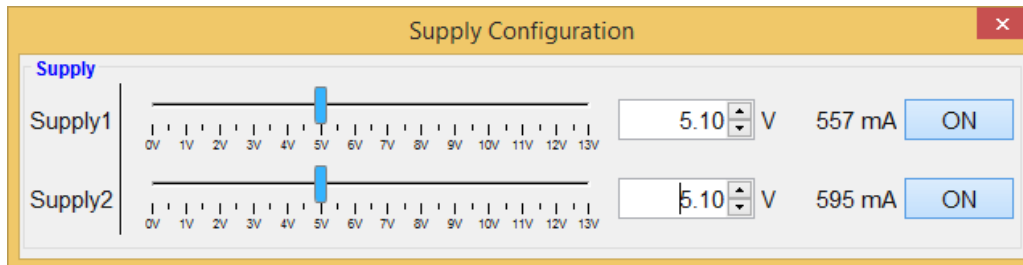 Supply Configuration
×
Supply
Supply1
5.10 V 557 mA ON
0V 1V 2V 3V 4V 5V 6V 7V 8V 9V 10V 11V 12V 13V
Supply2
5.10 V 595 mA ON
0V 1V 2V 3V 4V 5V 6V 7V 8V 9V 10V 11V 12V 13V